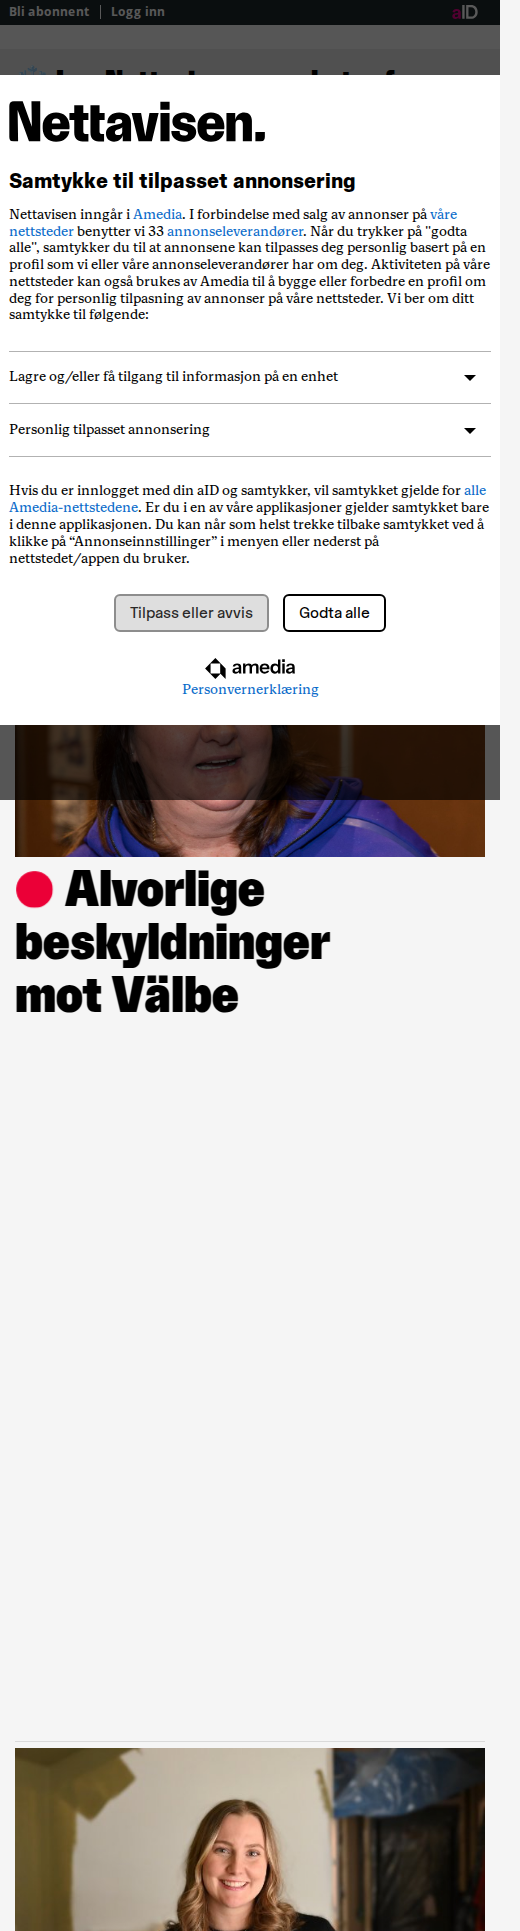 Bli abonnent | Logg inn
aID
Nettavisen.
Samtykke til tilpasset annonsering
Nettavisen inngår i Amedia. I forbindelse med salg av annonser på våre
nettsteder benytter vi 33 annonseleverandører. Når du trykker på "godta
alle", samtykker du til at annonsene kan tilpasses deg personlig basert på en
profil som vi eller våre annonseleverandører har om deg. Aktiviteten på våre
nettsteder kan også brukes av Amedia til å bygge eller forbedre en profil om
deg for personlig tilpasning av annonser på våre nettsteder. Vi ber om ditt
samtykke til følgende:
Lagre og/eller få tilgang til informasjon på en enhet
Personlig tilpasset annonsering
Hvis du er innlogget med din aID og samtykker, vil samtykket gjelde for alle
Amedia-nettstedene. Er du i en av våre applikasjoner gjelder samtykket bare
i denne applikasjonen. Du kan når som helst trekke tilbake samtykket ved å
klikke på “Annonseinnstillinger” i menyen eller nederst på
nettstedet/appen du bruker.
Tilpass eller avvis
Godta alle
amedia
Personvernerklæring
Alvorlige
beskyldninger
mot Välbe